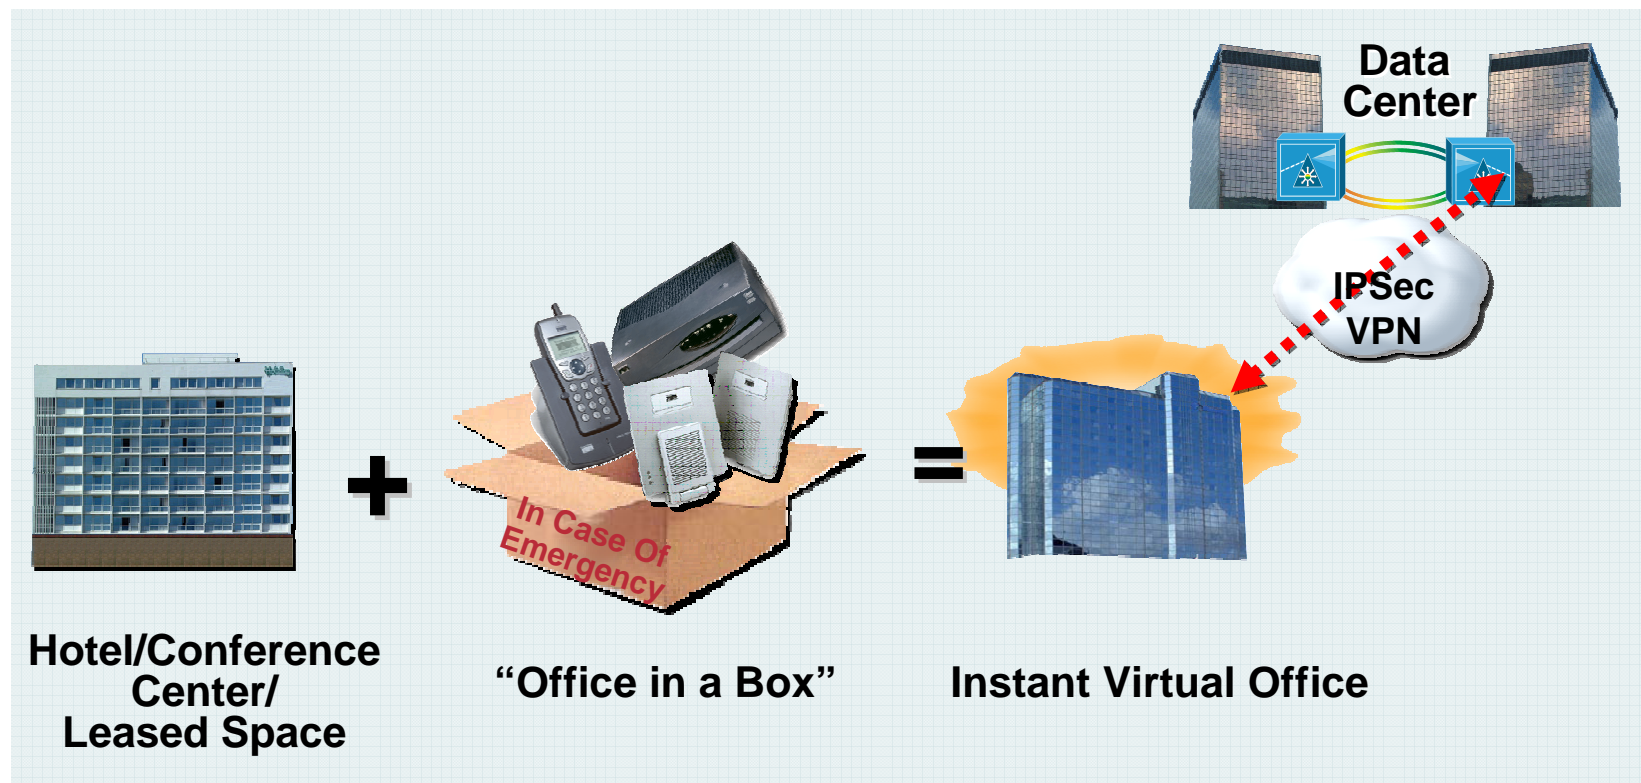 Data
Center
IPSec
VPN
+
=
In Case Of
Emergency
Hotel/Conference
Center/
Leased Space
“Office in a Box”
Instant Virtual Office